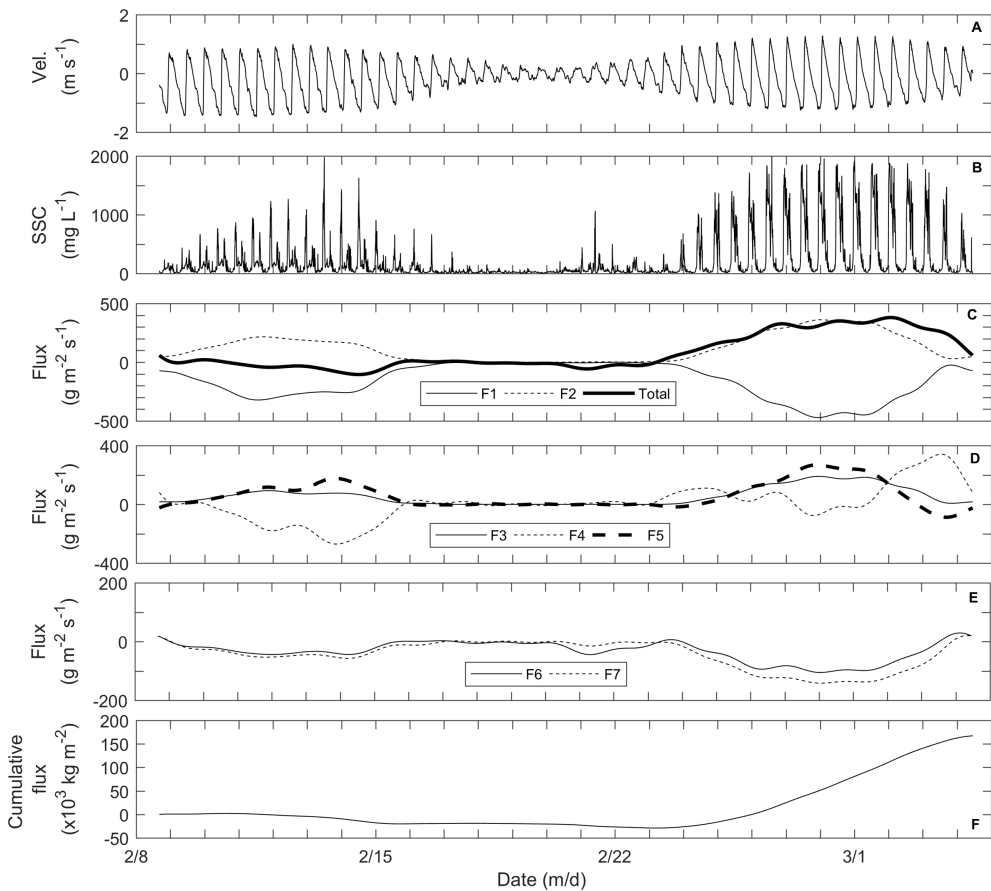 A
2
0
-2
Vel.
(m s-1)
B
2000
1000
0
SSC
(mg L-1)
C
500
0
-500
Flux
(g m-2 s-1)
F1 F2 Total
D
400
0
-400
Flux
(g m-2 s-1)
F3 F4 F5
E
200
0
-200
Flux
(g m-2 s-1)
F6 F7
200
150
100
50
0
-50
Cumulative
flux
(x10³ kg m-2)
F
2/8 2/15 2/22 3/1
Date (m/d)